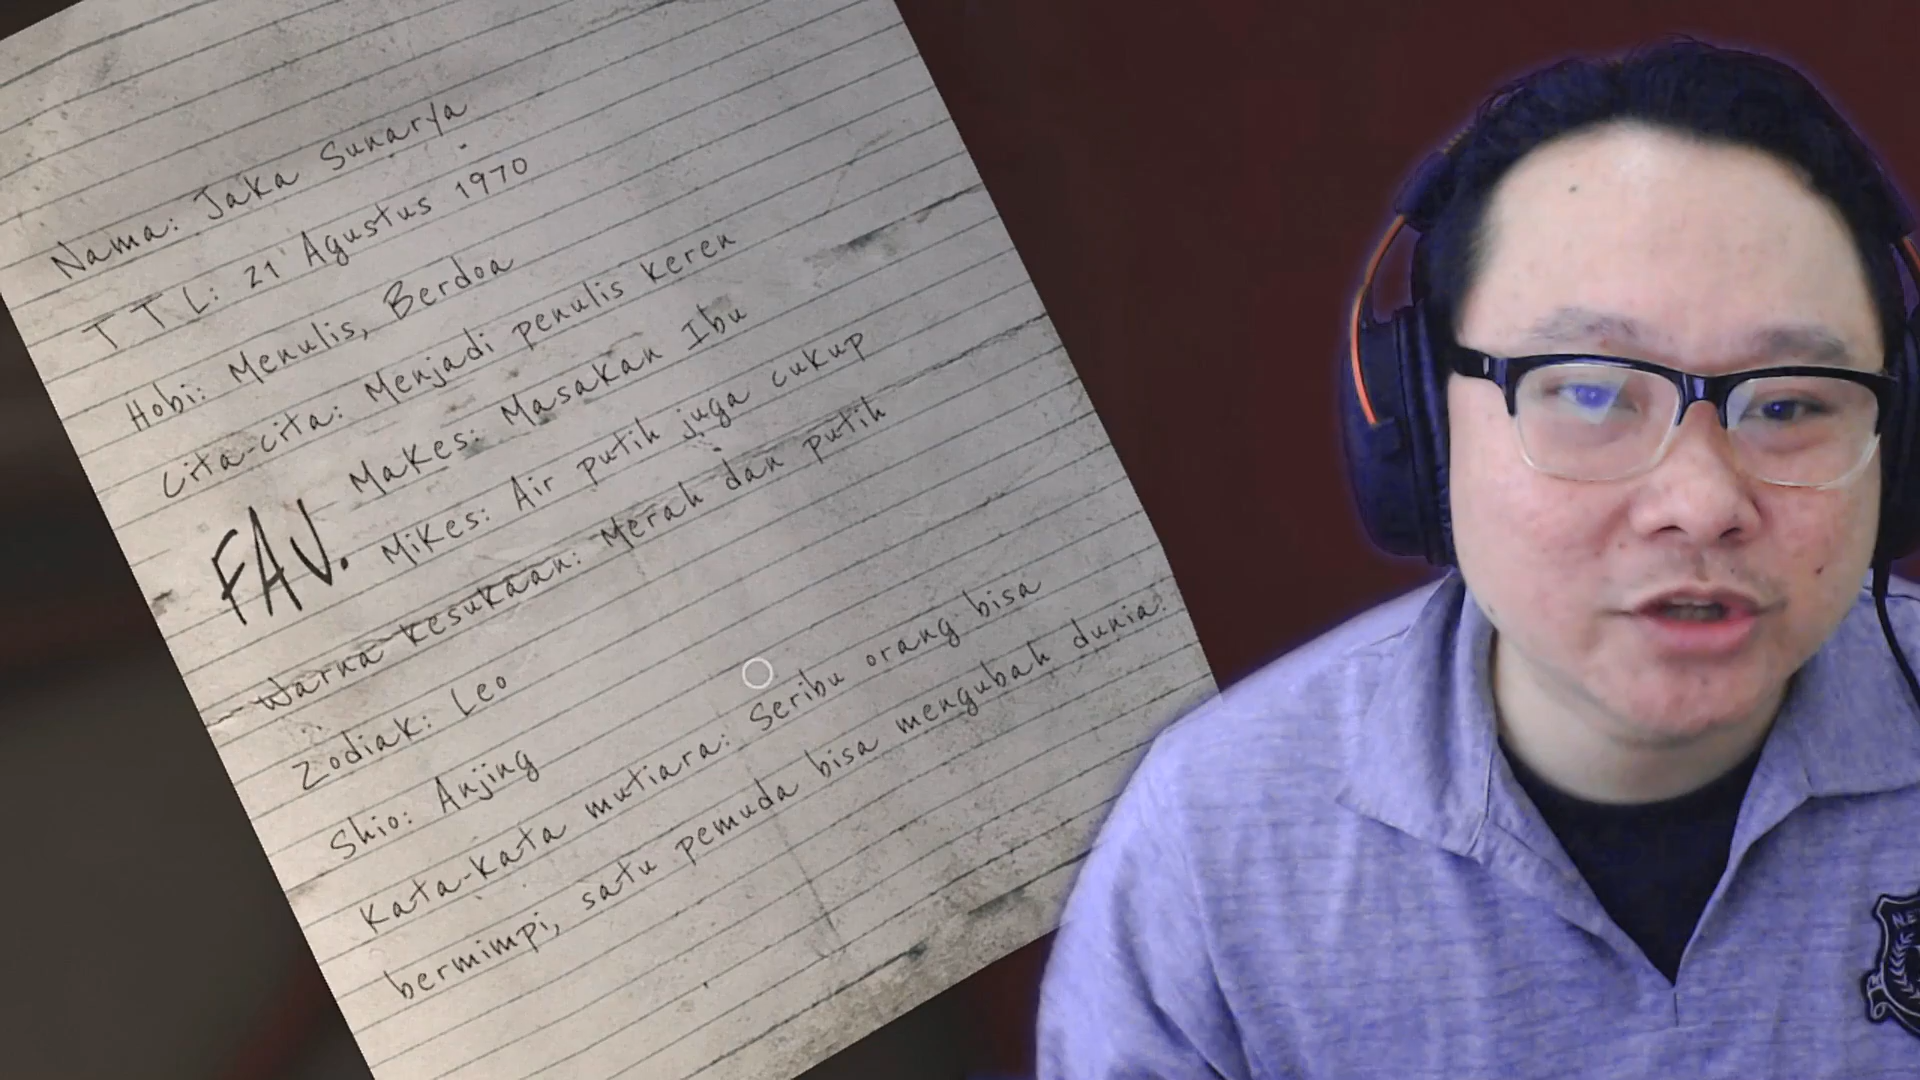 Nama: Jaka Sunarya
T T L: 21 Agustus 1970
Hobi: Menulis, Berdoa
Cita-cita: Menjadi penulis keren
FAV.
Makes: Masakan Ibu
Mikes: Air putih juga cukup
Warna kesukaan: Merah dan putih
Zodiak: Leo
Shio: Anjing
Kata-kata mutiara: Seribu orang bisa
bermimpi, satu pemuda bisa mengubah dunia!
NE